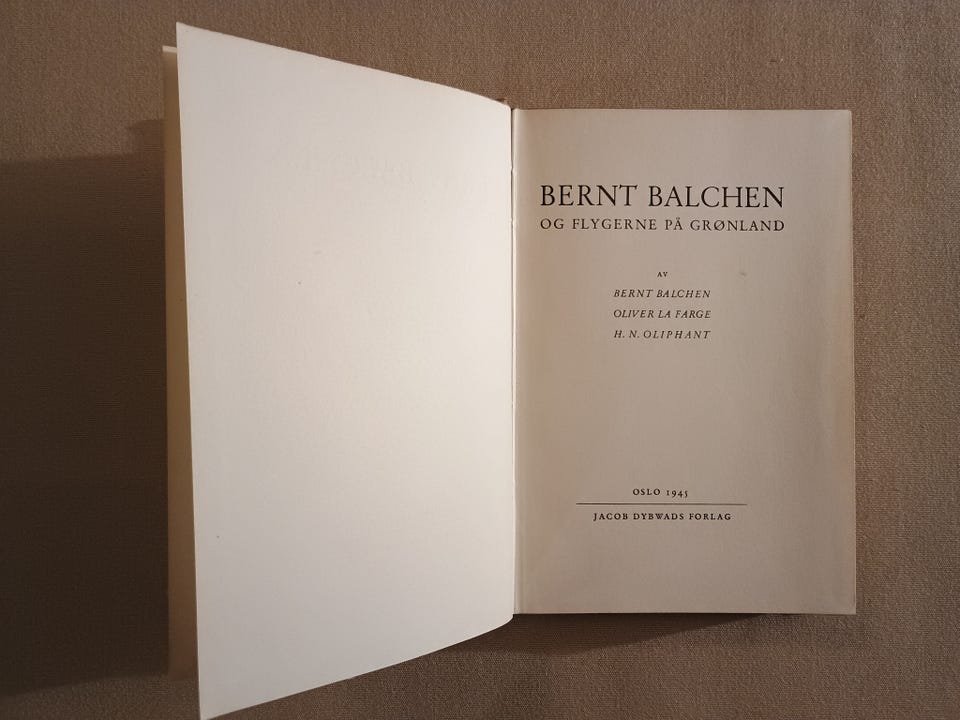 BERNT BALCHEN
OG FLYGERNE PÅ GRØNLAND
AV
BERNT BALCHEN
OLIVER LA FARGE
H. N. OLIPHANT
OSLO 1945
JACOB DYBWADS FORLAG